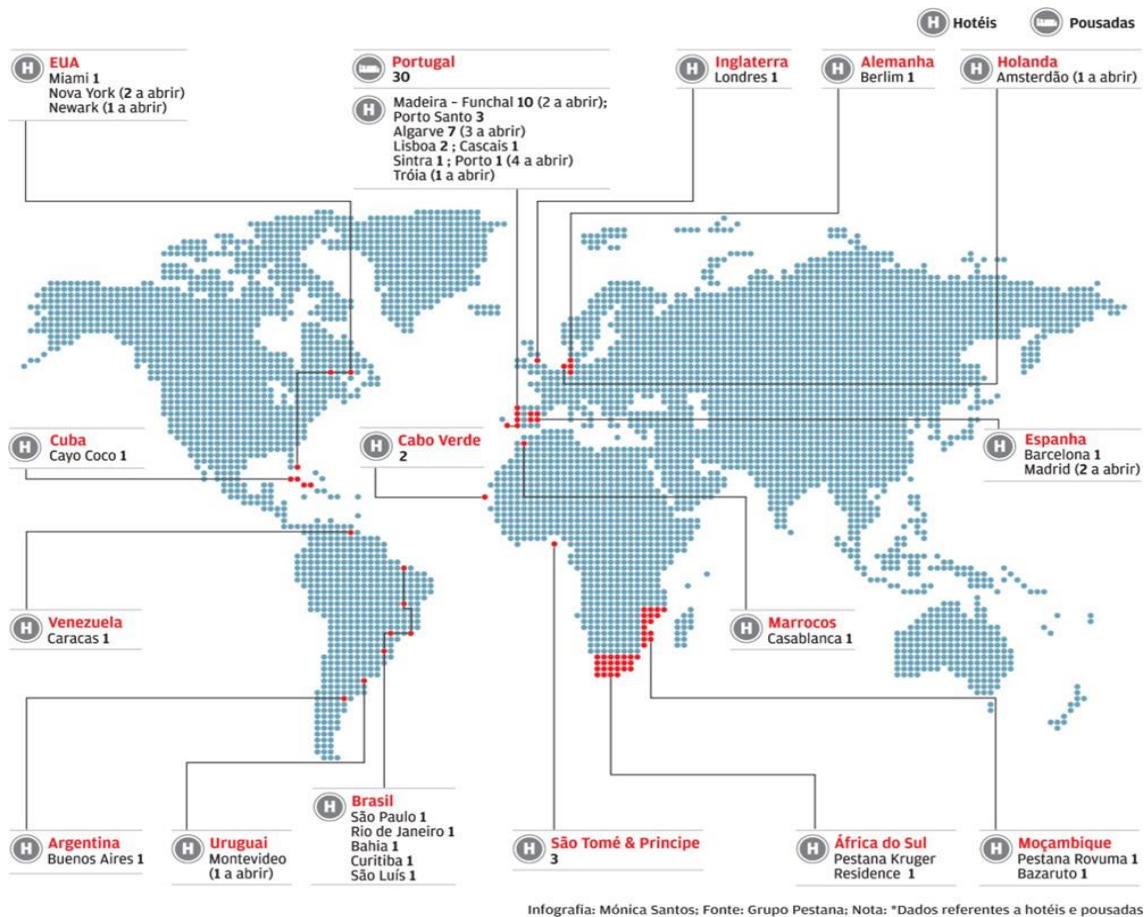 H Hotéis
Pousadas
H EUA
Miami 1
Nova York (2 a abrir)
Newark (1 a abrir)
Portugal
30
H Madeira - Funchal 10 (2 a abrir);
Porto Santo 3
Algarve 7 (3 a abrir)
Lisboa 2 ; Cascais 1
Sintra 1 ; Porto 1 (4 a abrir)
Tróia (1 a abrir)
H Inglaterra
Londres 1
H Alemanha
Berlim 1
H Holanda
Amsterdão (1 a abrir)
H Cuba
Cayo Coco 1
H Cabo Verde
2
H Espanha
Barcelona 1
Madrid (2 a abrir)
H Venezuela
Caracas 1
H Marrocos
Casablanca 1
H Argentina
Buenos Aires 1
H Uruguai
Montevideo
(1 a abrir)
H Brasil
São Paulo 1
Rio de Janeiro 1
Bahia 1
Curitiba 1
São Luís 1
H São Tomé & Principe
3
H África do Sul
Pestana Kruger
Residence 1
H Moçambique
Pestana Rovuma 1
Bazaruto 1
Infografia: Mónica Santos; Fonte: Grupo Pestana; Nota: *Dados referentes a hotéis e pousadas